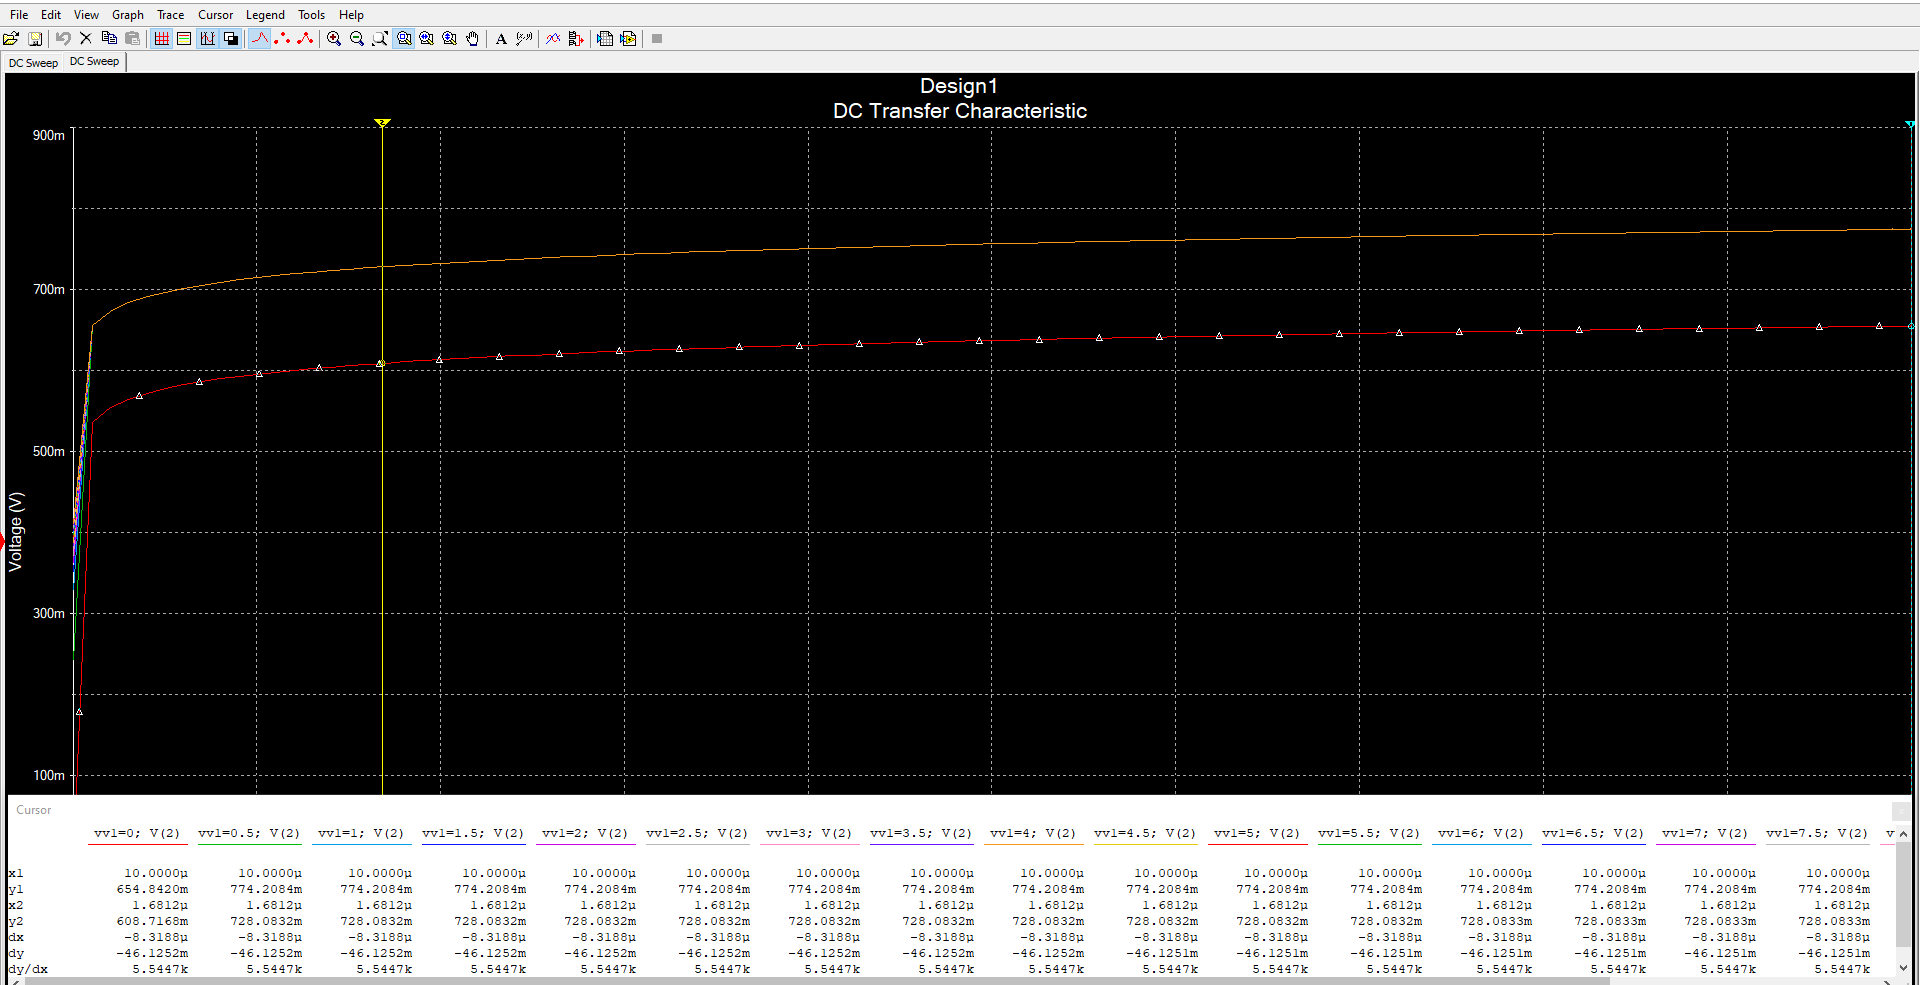 File Edit View Graph Trace Cursor Legend Tools Help
DC Sweep DC Sweep
Design1
DC Transfer Characteristic
900m
700m
500m
300m
100m
Voltage (V)
Cursor
vv1=0; V(2) vv1=0.5; V(2) vv1=1; V(2) vv1=1.5; V(2) vv1=2; V(2) vv1=2.5; V(2) vv1=3; V(2) vv1=3.5; V(2) vv1=4; V(2) vv1=4.5; V(2) vv1=5; V(2) vv1=5.5; V(2) vv1=6; V(2) vv1=6.5; V(2) vv1=7; V(2) vv1=7.5; V(2) v
x1 10.0000µ 10.0000µ 10.0000µ 10.0000µ 10.0000µ 10.0000µ 10.0000µ 10.0000µ 10.0000µ 10.0000µ 10.0000µ 10.0000µ 10.0000µ 10.0000µ 10.0000µ 10.0000µ
y1 654.8420m 774.2084m 774.2084m 774.2084m 774.2084m 774.2084m 774.2084m 774.2084m 774.2084m 774.2084m 774.2084m 774.2084m 774.2084m 774.2084m 774.2084m 774.2084m
x2 1.6812µ 1.6812µ 1.6812µ 1.6812µ 1.6812µ 1.6812µ 1.6812µ 1.6812µ 1.6812µ 1.6812µ 1.6812µ 1.6812µ 1.6812µ 1.6812µ 1.6812µ 1.6812µ
y2 608.7168m 728.0832m 728.0832m 728.0832m 728.0832m 728.0832m 728.0832m 728.0832m 728.0832m 728.0832m 728.0832m 728.0832m 728.0833m 728.0833m 728.0833m 728.0833m
dx -8.3188µ -8.3188µ -8.3188µ -8.3188µ -8.3188µ -8.3188µ -8.3188µ -8.3188µ -8.3188µ -8.3188µ -8.3188µ -8.3188µ -8.3188µ -8.3188µ -8.3188µ -8.3188µ
dy -46.1252m -46.1252m -46.1252m -46.1252m -46.1252m -46.1252m -46.1252m -46.1252m -46.1252m -46.1251m -46.1251m -46.1251m -46.1251m -46.1251m -46.1251m -46.1251m
dy/dx 5.5447k 5.5447k 5.5447k 5.5447k 5.5447k 5.5447k 5.5447k 5.5447k 5.5447k 5.5447k 5.5447k 5.5447k 5.5447k 5.5447k 5.5447k 5.5447k